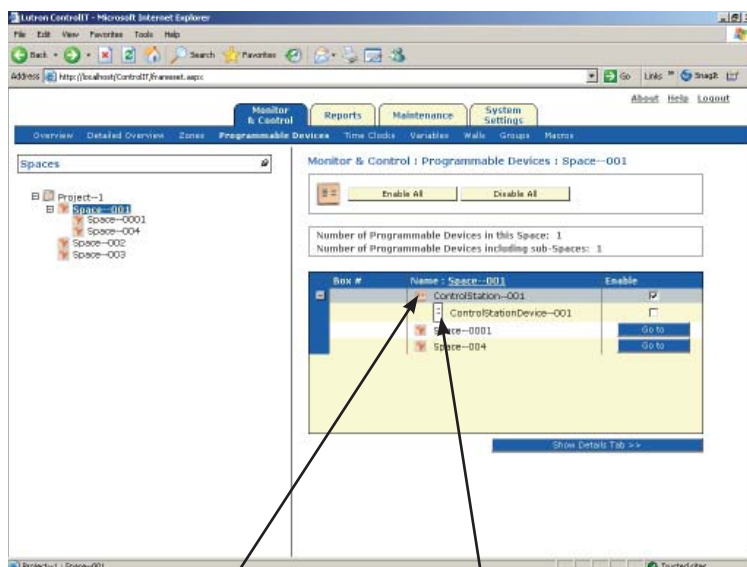 Lutron ControlIT - Microsoft Internet Explorer
File Edit View Favorites Tools Help
Back Search Favorites
Address http://localhost/ControlIT/frameset.aspx Go Links » SnagIt
About Help Logout
Monitor & Control Reports Maintenance System Settings
Overview Detailed Overview Zones Programmable Devices Time Clocks Variables Walls Groups Macros
Spaces
Project--1
Space--001
Space--0001
Space--004
Space--002
Space--003
Monitor & Control : Programmable Devices : Space--001
Enable All Disable All
Number of Programmable Devices in this Space: 1
Number of Programmable Devices including sub-Spaces: 1
Box # Name : Space--001 Enable
ControlStation--001
ControlStationDevice--001
Space--0001 Go to
Space--004 Go to
Show Details Tab >>
Project--1 : Space--001 Trusted sites